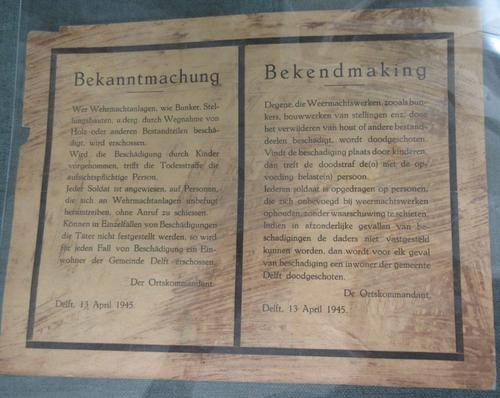 Bekanntmachung
Wer Wehrmachtanlagen, wie Bunker, Stel-
lungsbauten, u. derg. durch Wegnahme von
Holz oder anderen Bestandteilen beschä-
digt, wird erschossen.
Wird die Beschädigung durch Kinder
vorgenommen, trifft die Todesstraffe die
aufsichtspflichtige Person.
Jeder Soldat ist angewiesen, auf Personen,
die sich an Wehrmachtanlagen unbefugt
herumtreiben, ohne Anruf zu schiessen.
Können in Einzelfällen von Beschädigungen
die Täter nicht festgestellt werden, so wird
für jeden Fall von Beschädigung ein Ein-
wohner der Gemeinde Delft erschossen.
Der Ortskommandant.
Delft, 13 April 1945.
Bekendmaking
Degene, die Weermachtswerken, zooals bun-
kers, bouwwerken van stellingen enz. door
het verwijderen van hout of andere bestand-
deelen beschadigt, wordt doodgeschoten.
Vindt de beschadiging plaats door kinderen,
dan treft de doodstraf de(n) met de op-
voeding belaste(n) persoon.
Iederen soldaat is opgedragen op personen,
die zich onbevoegd bij weermachtswerken
ophouden, zonder waarschuwing te schieten.
Indien in afzonderlijke gevallen van be-
schadigingen de daders niet vastgesteld
kunnen worden, dan wordt voor elk geval
van beschadiging een inwoner der gemeente
Delft doodgeschoten.
De Ortskommandant,
Delft, 13 April 1945.